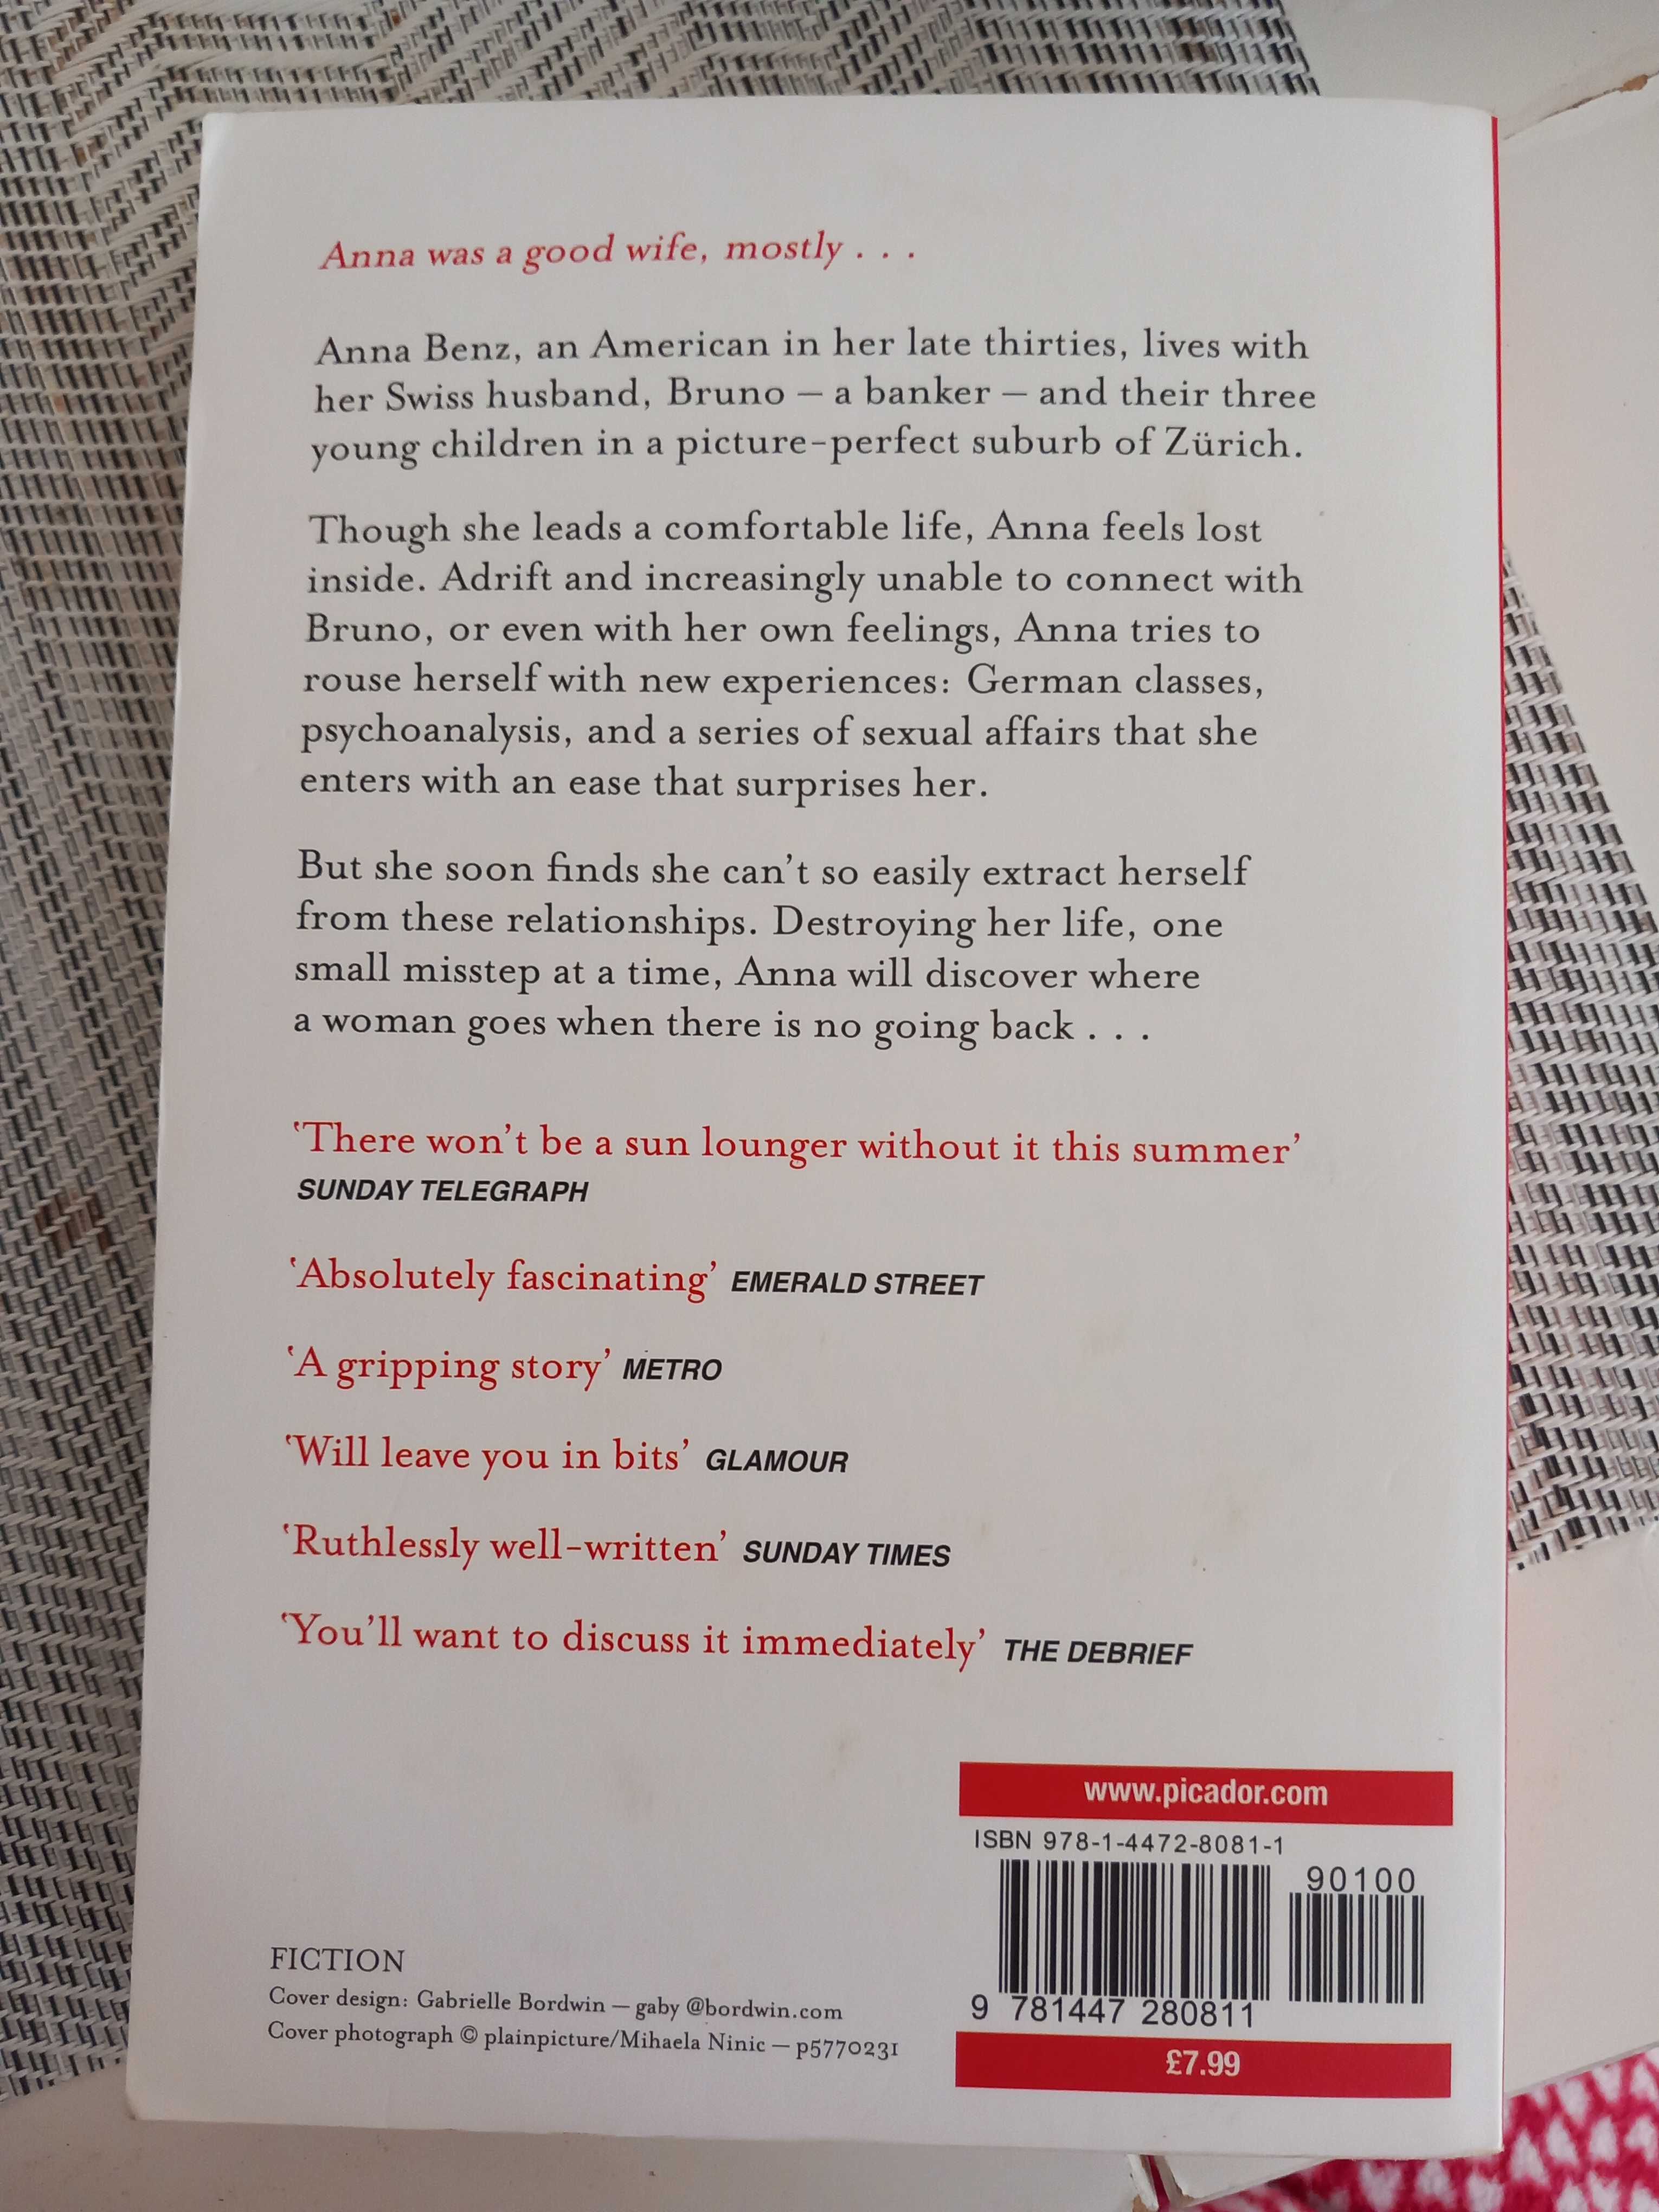 Anna was a good wife, mostly . . .
Anna Benz, an American in her late thirties, lives with
her Swiss husband, Bruno – a banker – and their three
young children in a picture-perfect suburb of Zürich.
Though she leads a comfortable life, Anna feels lost
inside. Adrift and increasingly unable to connect with
Bruno, or even with her own feelings, Anna tries to
rouse herself with new experiences: German classes,
psychoanalysis, and a series of sexual affairs that she
enters with an ease that surprises her.
But she soon finds she can't so easily extract herself
from these relationships. Destroying her life, one
small misstep at a time, Anna will discover where
a woman goes when there is no going back . . .
‘There won’t be a sun lounger without it this summer’
SUNDAY TELEGRAPH
‘Absolutely fascinating’ EMERALD STREET
‘A gripping story’ METRO
‘Will leave you in bits’ GLAMOUR
‘Ruthlessly well-written’ SUNDAY TIMES
‘You’ll want to discuss it immediately’ THE DEBRIEF
www.picador.com
ISBN 978-1-4472-8081-1
90100
9 781447 280811
£7.99
FICTION
Cover design: Gabrielle Bordwin – gaby @bordwin.com
Cover photograph © plainpicture/Mihaela Ninic – p5770231